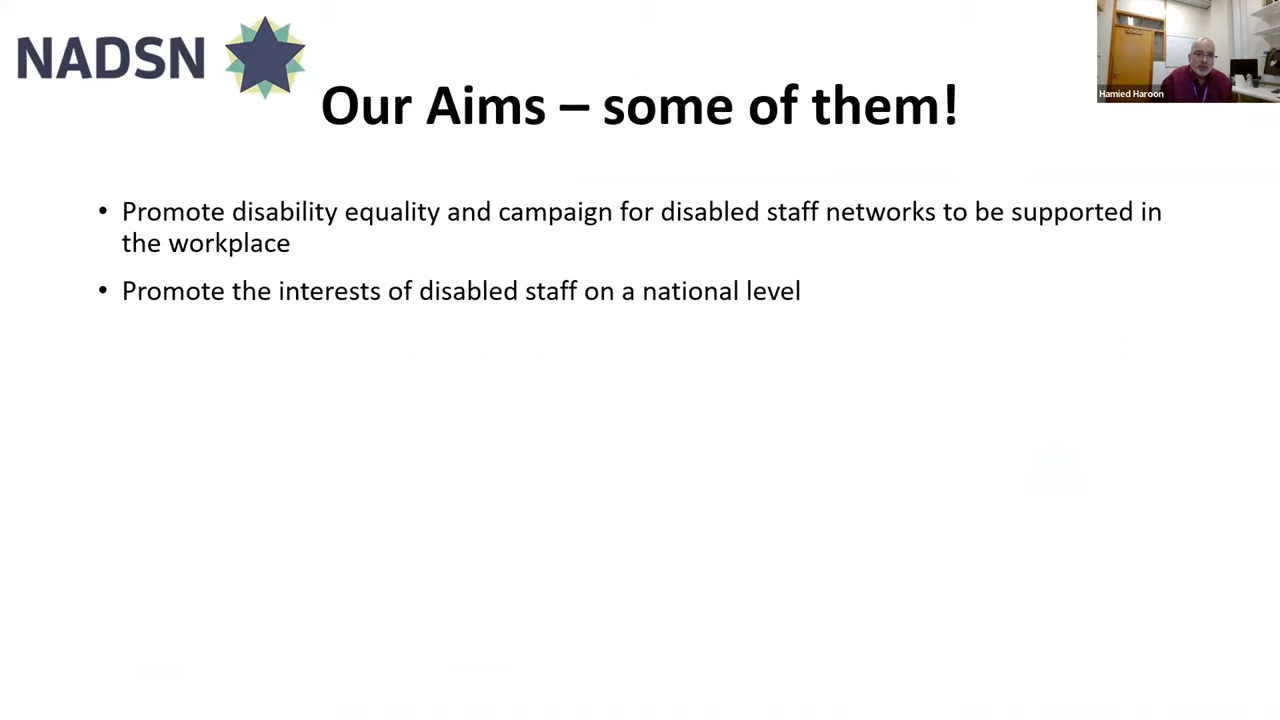 NADSN
Our Aims – some of them!
Hamied Haroon
• Promote disability equality and campaign for disabled staff networks to be supported in
the workplace
• Promote the interests of disabled staff on a national level